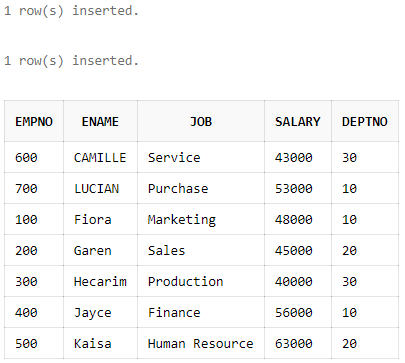 1 row(s) inserted.
1 row(s) inserted.
EMPNO ENAME JOB SALARY DEPTNO
600 CAMILLE Service 43000 30
700 LUCIAN Purchase 53000 10
100 Fiora Marketing 48000 10
200 Garen Sales 45000 20
300 Hecarim Production 40000 30
400 Jayce Finance 56000 10
500 Kaisa Human Resource 63000 20